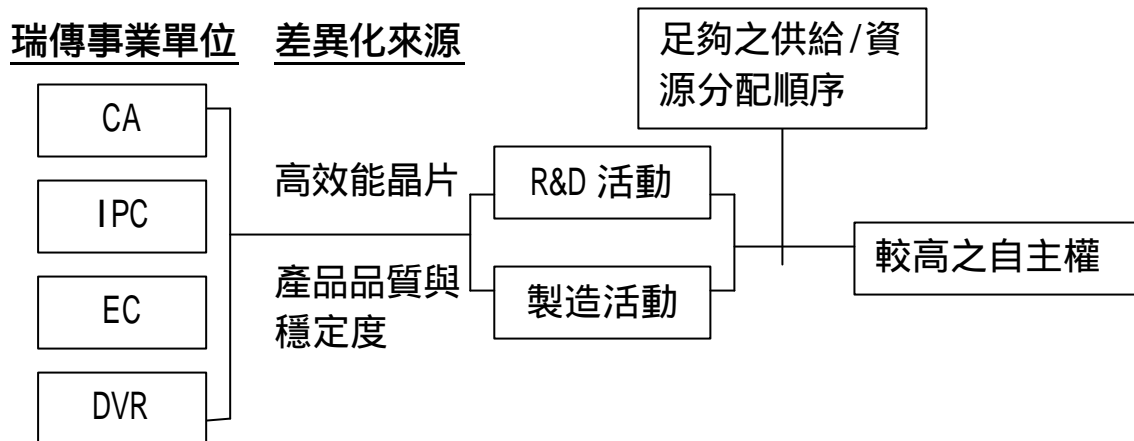 瑞傳事業單位
差異化來源
足夠之供給/資
源分配順序
CA
IPC
EC
DVR
高效能晶片
產品品質與
穩定度
R&D 活動
製造活動
較高之自主權